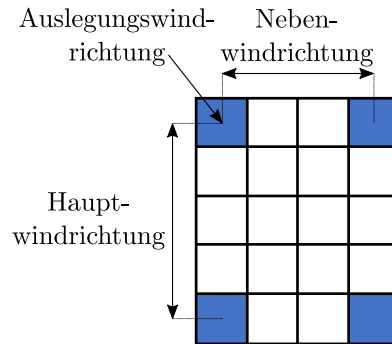 Auslegungswind-
richtung
Neben-
windrichtung
Haupt-
windrichtung